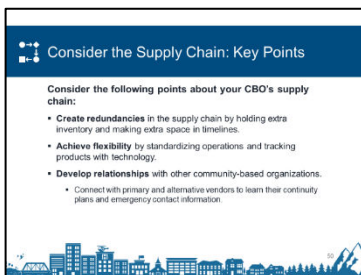 Consider the Supply Chain: Key Points
Consider the following points about your CBO's supply
chain:
▪ Create redundancies in the supply chain by holding extra
inventory and making extra space in timelines.
▪ Achieve flexibility by standardizing operations and tracking
products with technology.
▪ Develop relationships with other community-based organizations.
▪ Connect with primary and alternative vendors to learn their continuity
plans and emergency contact information.
50